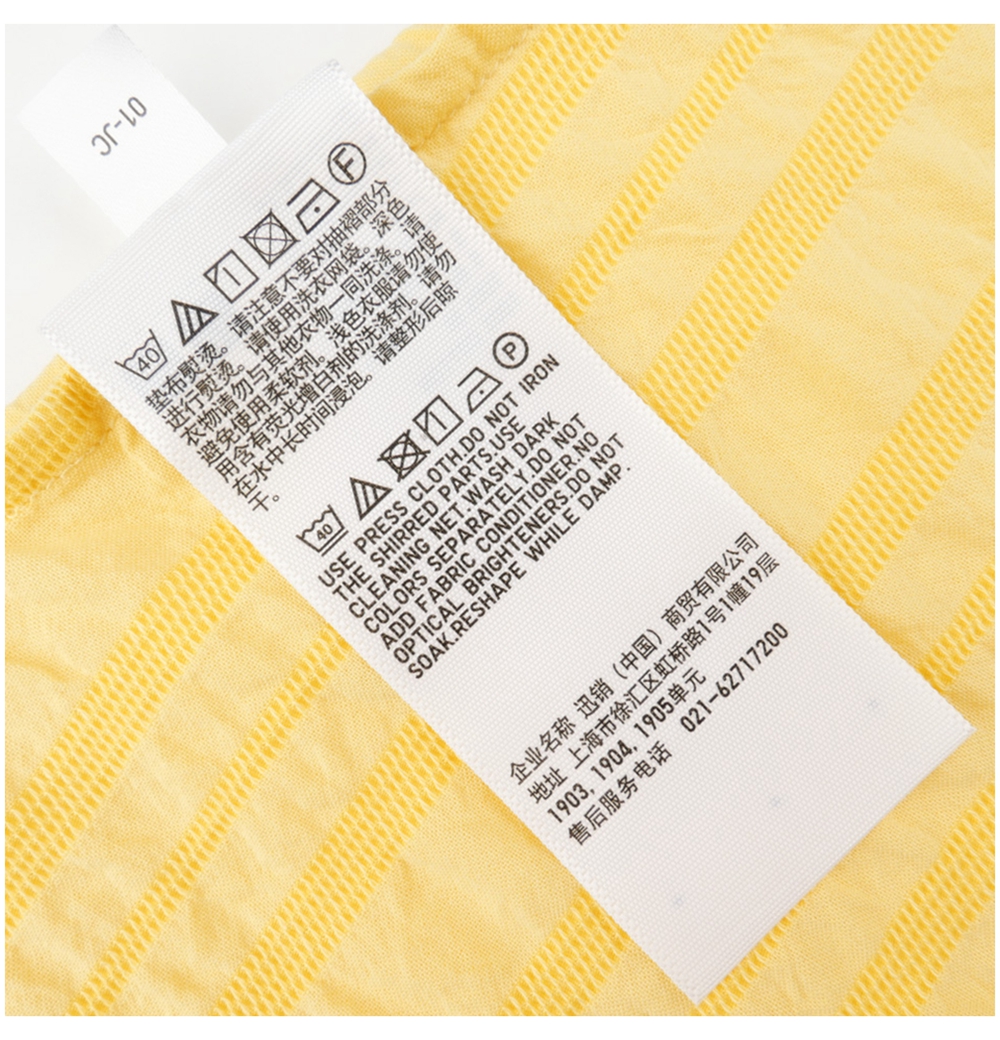 01-JC
40
F
垫布熨烫。请注意不要对抽褶部分
进行熨烫。请使用洗衣网袋。深色
衣物请勿与其他衣物一同洗涤。请
避免使用柔软剂。浅色衣服请勿使
用含有荧光增白剂的洗涤剂。请勿
在水中长时间浸泡。请整形后晾
干。
40
P
USE PRESS CLOTH.DO NOT IRON
THE SHIRRED PARTS.USE
CLEANING NET.WASH DARK
COLORS SEPARATELY.DO NOT
ADD FABRIC CONDITIONER.NO
OPTICAL BRIGHTENERS.DO NOT
SOAK.RESHAPE WHILE DAMP.
企业名称 迅销（中国）商贸有限公司
地址 上海市徐汇区虹桥路1号1幢19层
1903, 1904, 1905单元
售后服务电话 021-62717200